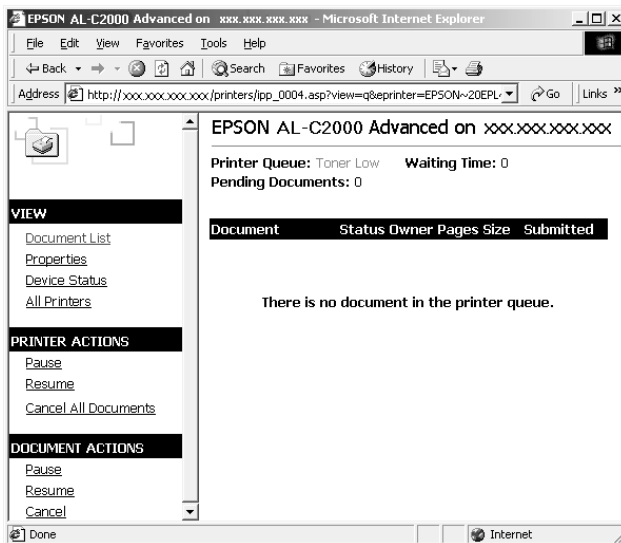 EPSON AL-C2000 Advanced on xxx.xxx.xxx.xxx - Microsoft Internet Explorer
File Edit View Favorites Tools Help
Back Search Favorites History
Address http://xxx.xxx.xxx.xxx/printers/ipp_0004.asp?view=q&eprinter=EPSON~20EPL- Go Links »
EPSON AL-C2000 Advanced on xxx.xxx.xxx.xxx
Printer Queue: Toner Low Waiting Time: 0
Pending Documents: 0
VIEW
Document List
Properties
Device Status
All Printers
PRINTER ACTIONS
Pause
Resume
Cancel All Documents
DOCUMENT ACTIONS
Pause
Resume
Cancel
Document Status Owner Pages Size Submitted
There is no document in the printer queue.
Done Internet